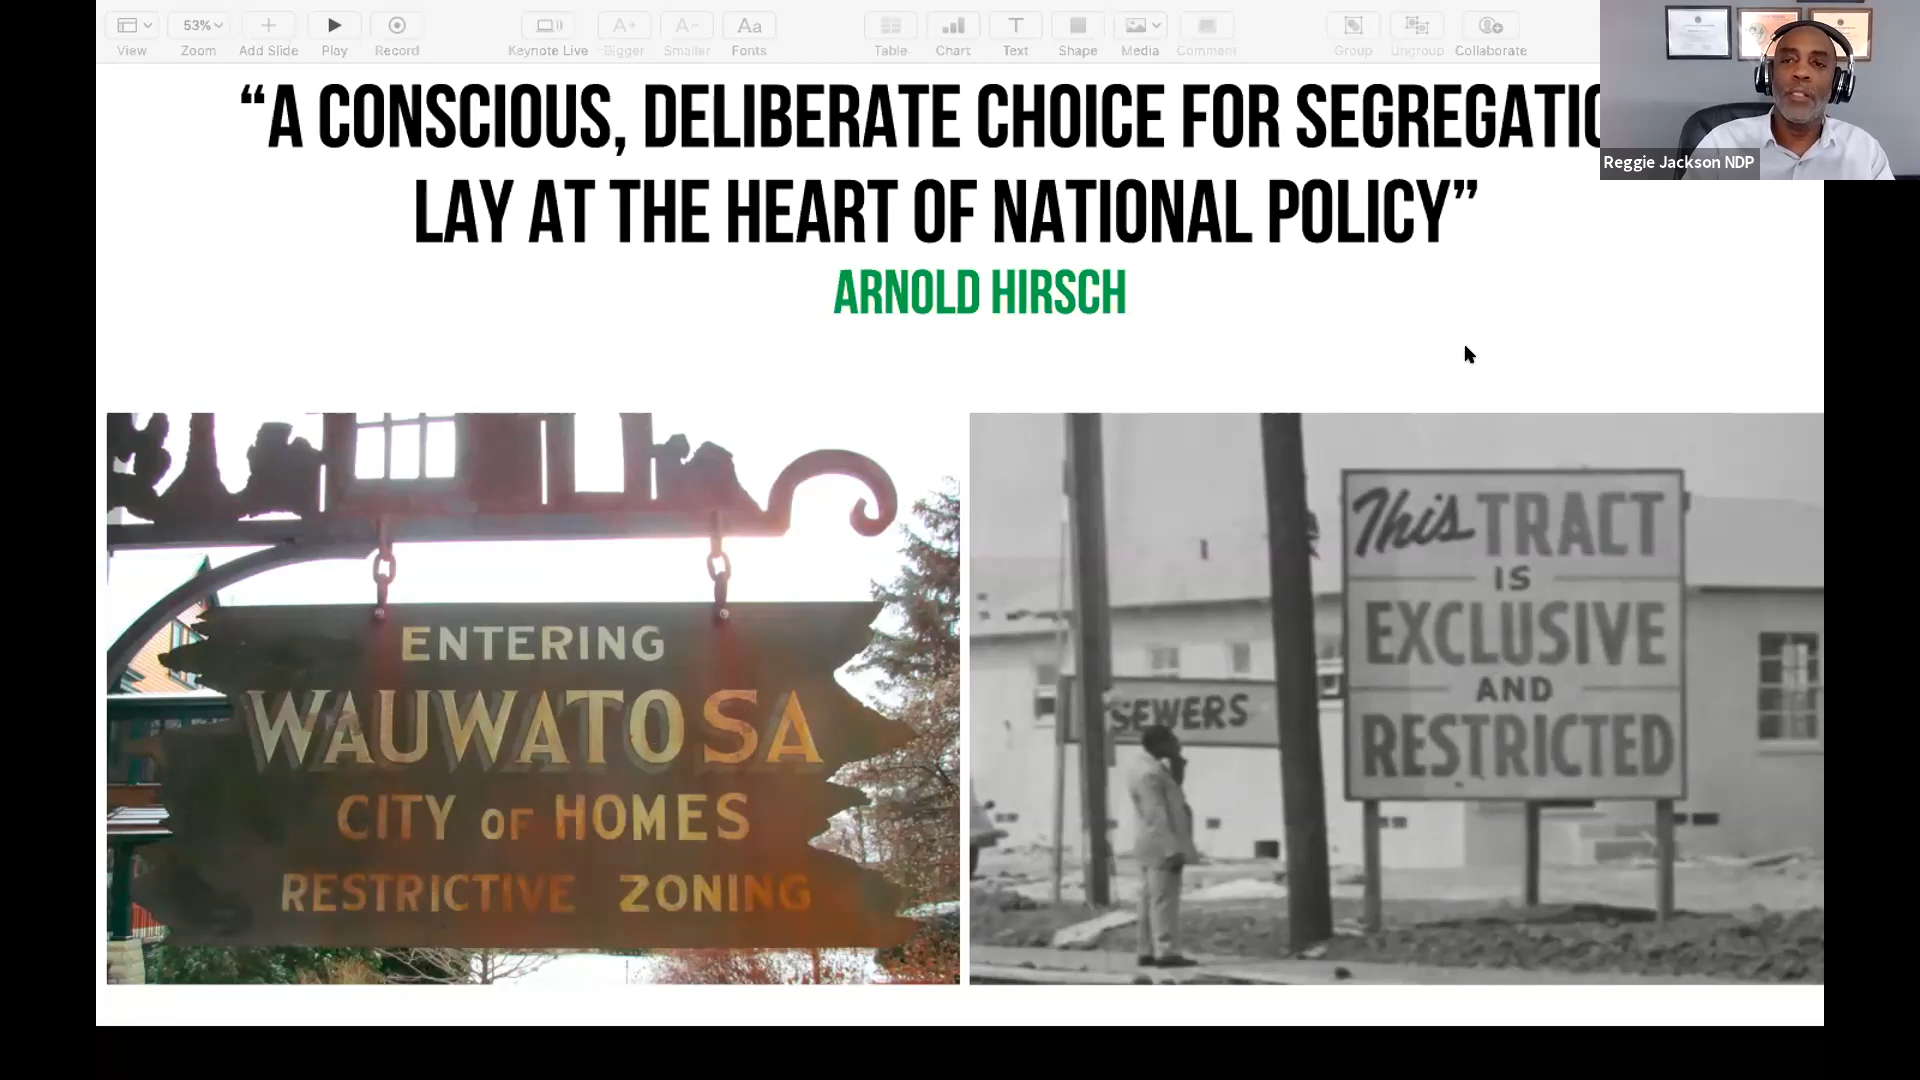 53%
View
Zoom
Add Slide
Play
Record
Keynote Live
A+
Bigger
A-
Smaller
Aa
Fonts
Table
Chart
T
Text
Shape
Media
Comment
Group
Ungroup
Collaborate
Reggie Jackson NDP
“A CONSCIOUS, DELIBERATE CHOICE FOR SEGREGATIO
LAY AT THE HEART OF NATIONAL POLICY”
ARNOLD HIRSCH
ENTERING
WAUWATOSA
CITY OF HOMES
RESTRICTIVE ZONING
SEWERS
This TRACT
IS
EXCLUSIVE
AND
RESTRICTED